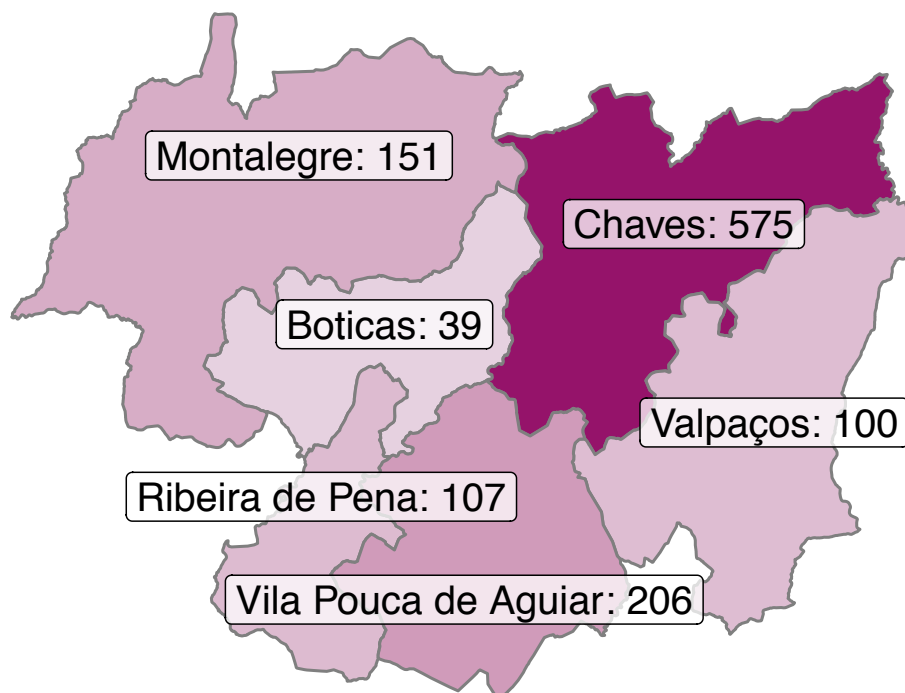 Montalegre: 151
Chaves: 575
Boticas: 39
Valpaços: 100
Ribeira de Pena: 107
Vila Pouca de Aguiar: 206